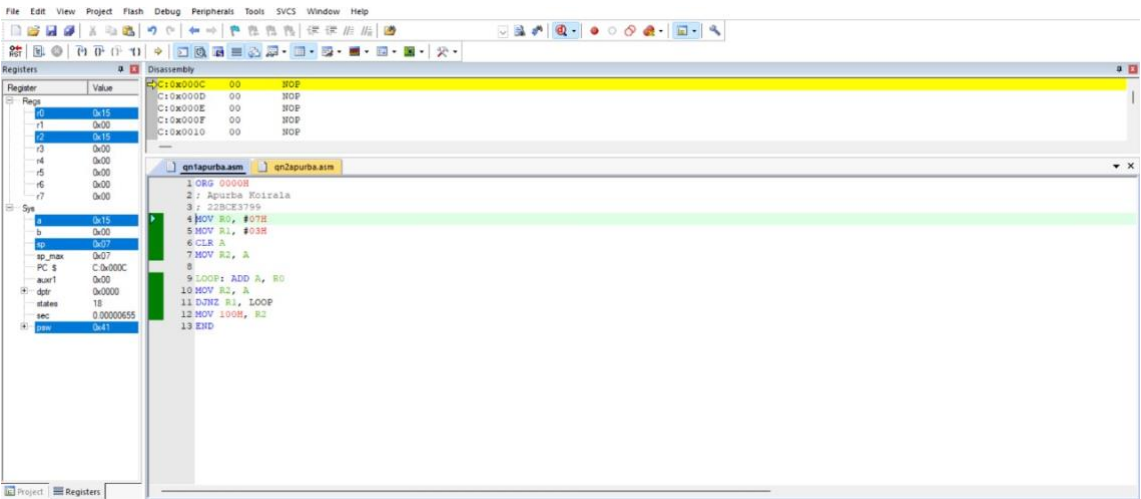 File Edit View Project Flash Debug Peripherals Tools SVCS Window Help
Registers
Disassembly
Register Value
Regs
r0 0x15
r1 0x00
r2 0x15
r3 0x00
r4 0x00
r5 0x00
r6 0x00
r7 0x00
Sys
a 0x15
b 0x00
sp 0x07
sp_max 0x07
PC $ C:0x000C
auxr1 0x00
dptr 0x0000
states 18
sec 0.00000655
psw 0x41
C:0x000C 00 NOP
C:0x000D 00 NOP
C:0x000E 00 NOP
C:0x000F 00 NOP
C:0x0010 00 NOP
qn1apurba.asm qn2apurba.asm
1 ORG 0000H
2 ; Apurba Koirala
3 ; 22BCE3799
4 MOV R0, #07H
5 MOV R1, #03H
6 CLR A
7 MOV R2, A
8
9 LOOP: ADD A, R0
10 MOV R2, A
11 DJNZ R1, LOOP
12 MOV 100H, R2
13 END
Project Registers